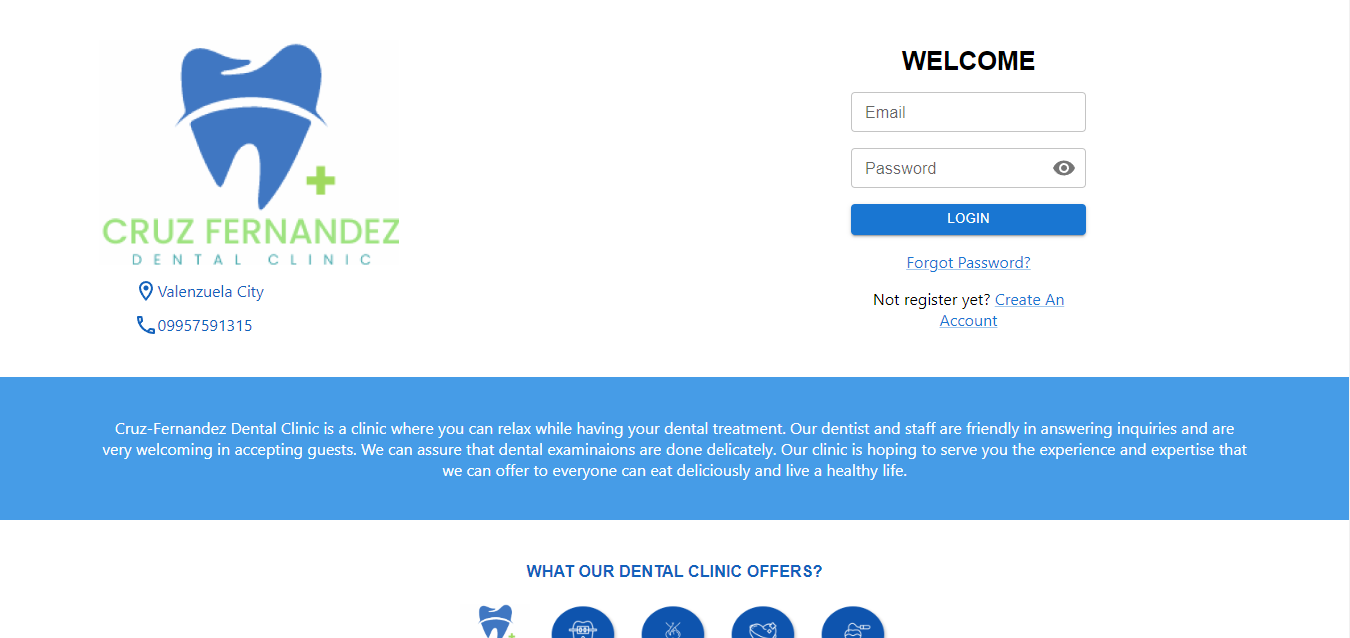 CRUZ FERNANDEZ
DENTAL CLINIC
Valenzuela City
09957591315
WELCOME
Email
Password
LOGIN
Forgot Password?
Not register yet? Create An
Account
Cruz-Fernandez Dental Clinic is a clinic where you can relax while having your dental treatment. Our dentist and staff are friendly in answering inquiries and are
very welcoming in accepting guests. We can assure that dental examinaions are done delicately. Our clinic is hoping to serve you the experience and expertise that
we can offer to everyone can eat deliciously and live a healthy life.
WHAT OUR DENTAL CLINIC OFFERS?